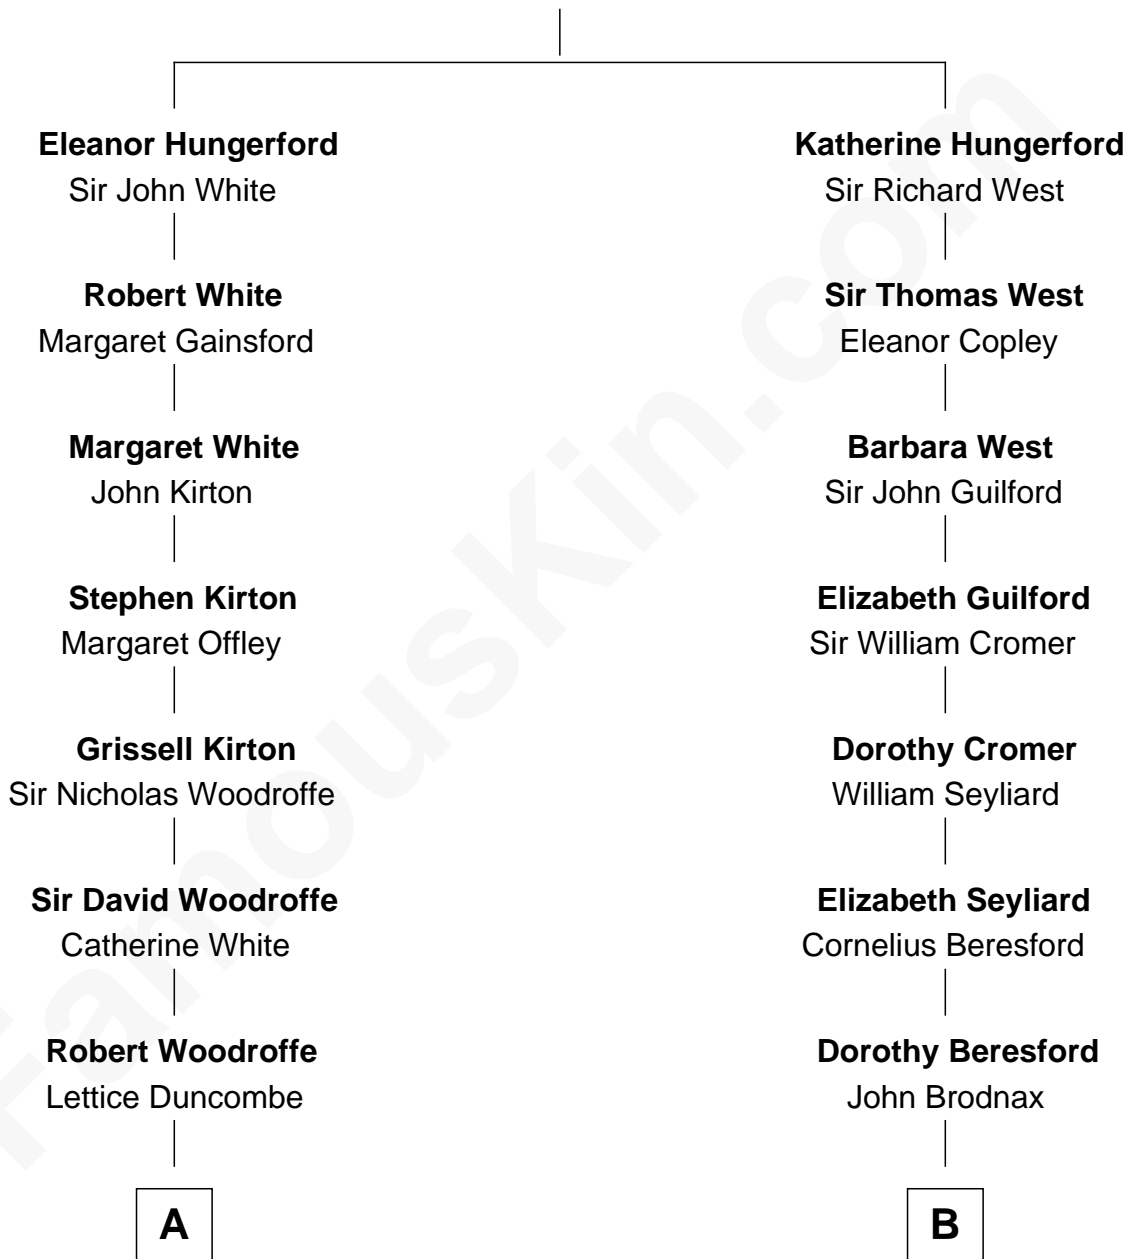 Eleanor Hungerford
Sir John White
Robert White
Margaret Gainsford
Margaret White
John Kirton
Stephen Kirton
Margaret Offley
Grissell Kirton
Sir Nicholas Woodroffe
Sir David Woodroffe
Catherine White
Robert Woodroffe
Lettice Duncombe
A
Katherine Hungerford
Sir Richard West
Sir Thomas West
Eleanor Copley
Barbara West
Sir John Guilford
Elizabeth Guilford
Sir William Cromer
Dorothy Cromer
William Seyliard
Elizabeth Seyliard
Cornelius Beresford
Dorothy Beresford
John Brodnax
B
FamousKin.com